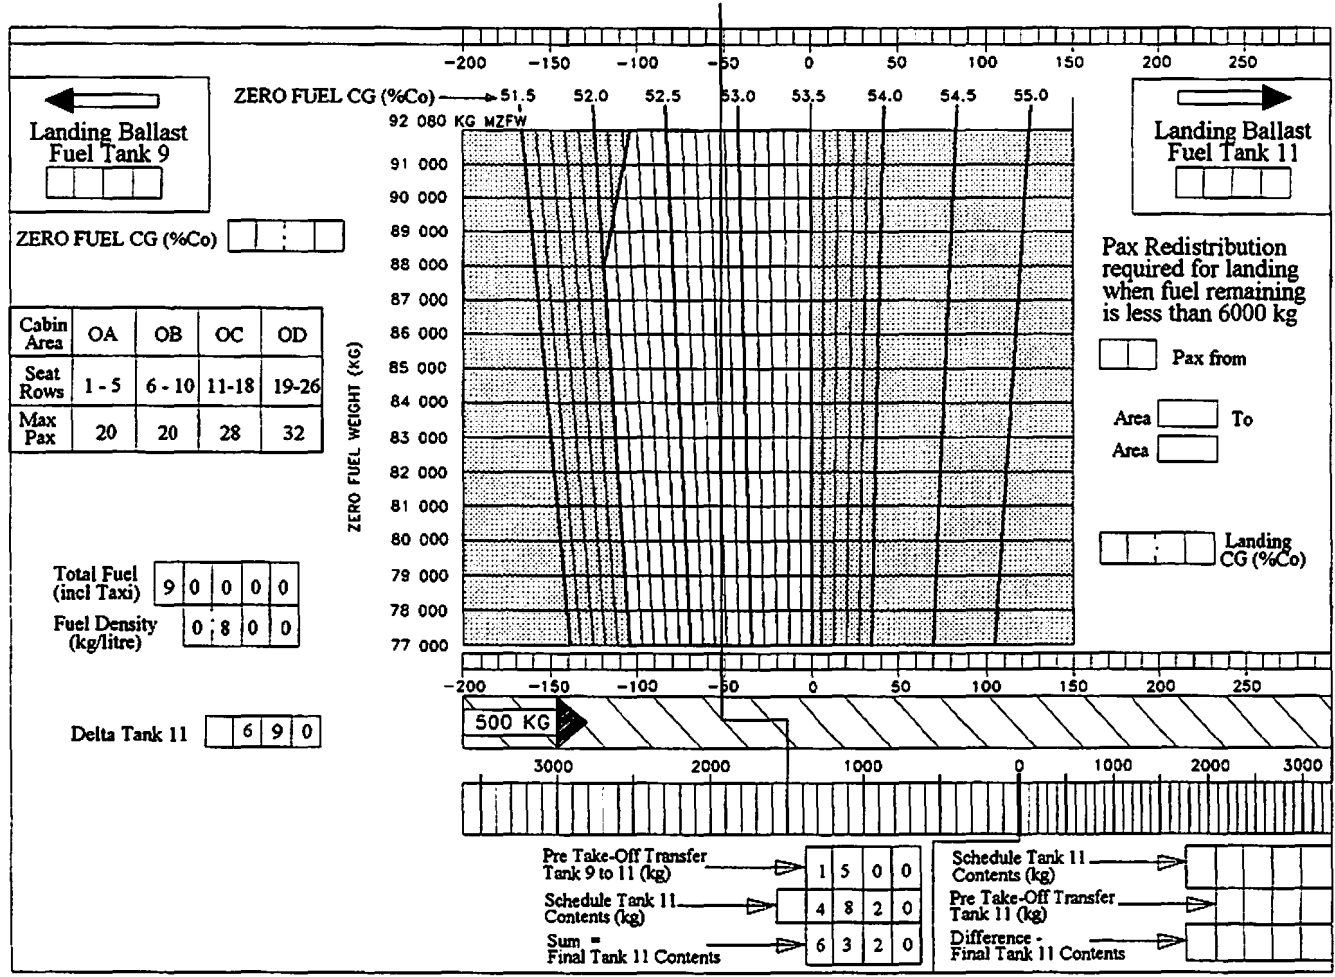 -200 -150 -100 -50 0 50 100 150 200 250
ZERO FUEL CG (%Co) 51.5 52.0 52.5 53.0 53.5 54.0 54.5 55.0
92 080 KG MZFW
Landing Ballast
Fuel Tank 9
Landing Ballast
Fuel Tank 11
ZERO FUEL CG (%Co)
91 000
90 000
89 000
88 000
87 000
86 000
85 000
84 000
83 000
82 000
81 000
80 000
79 000
78 000
77 000
ZERO FUEL WEIGHT (KG)
Pax Redistribution
required for landing
when fuel remaining
is less than 6000 kg
Pax from
Area To
Area
Landing
CG (%Co)
Cabin Area OA OB OC OD
Seat Rows 1 - 5 6 - 10 11-18 19-26
Max Pax 20 20 28 32
Total Fuel
(incl Taxi) 9 0 0 0 0
Fuel Density
(kg/litre) 0 8 0 0
-200 -150 -100 -50 0 50 100 150 200 250
Delta Tank 11 6 9 0
500 KG
3000 2000 1000 0 1000 2000 3000
Pre Take-Off Transfer
Tank 9 to 11 (kg) 1 5 0 0
Schedule Tank 11
Contents (kg) 4 8 2 0
Sum =
Final Tank 11 Contents 6 3 2 0
Schedule Tank 11
Contents (kg)
Pre Take-Off Transfer
Tank 11 (kg)
Difference -
Final Tank 11 Contents